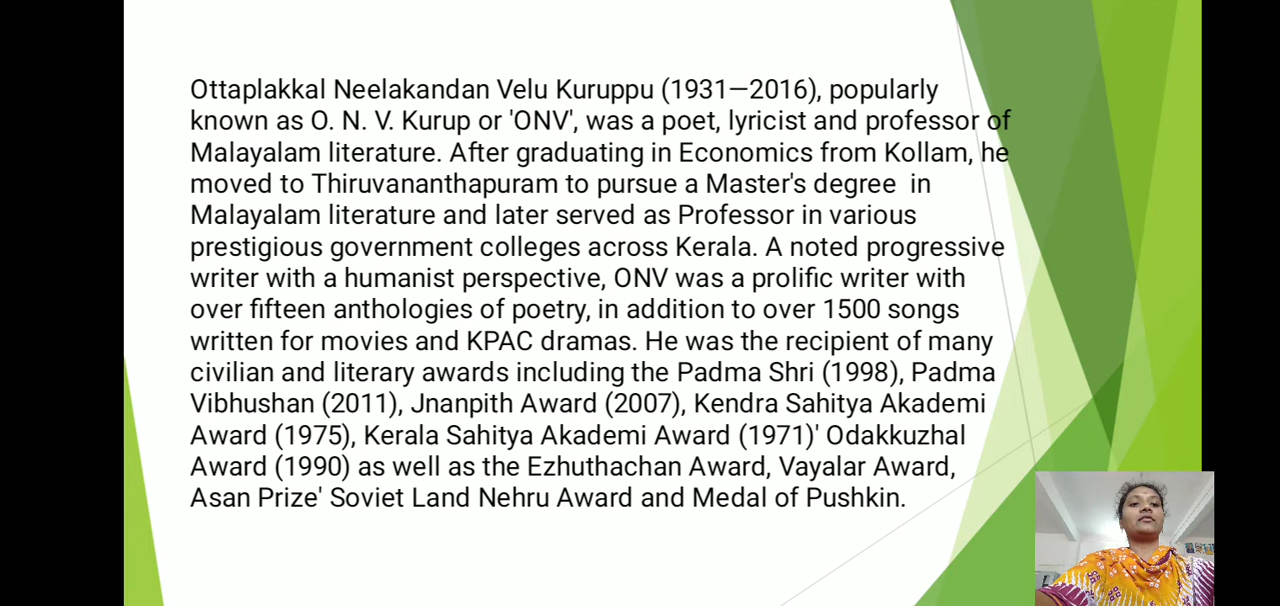 Ottaplakkal Neelakandan Velu Kuruppu (1931—2016), popularly
known as O. N. V. Kurup or 'ONV', was a poet, lyricist and professor of
Malayalam literature. After graduating in Economics from Kollam, he
moved to Thiruvananthapuram to pursue a Master's degree  in
Malayalam literature and later served as Professor in various
prestigious government colleges across Kerala. A noted progressive
writer with a humanist perspective, ONV was a prolific writer with
over fifteen anthologies of poetry, in addition to over 1500 songs
written for movies and KPAC dramas. He was the recipient of many
civilian and literary awards including the Padma Shri (1998), Padma
Vibhushan (2011), Jnanpith Award (2007), Kendra Sahitya Akademi
Award (1975), Kerala Sahitya Akademi Award (1971)' Odakkuzhal
Award (1990) as well as the Ezhuthachan Award, Vayalar Award,
Asan Prize' Soviet Land Nehru Award and Medal of Pushkin.